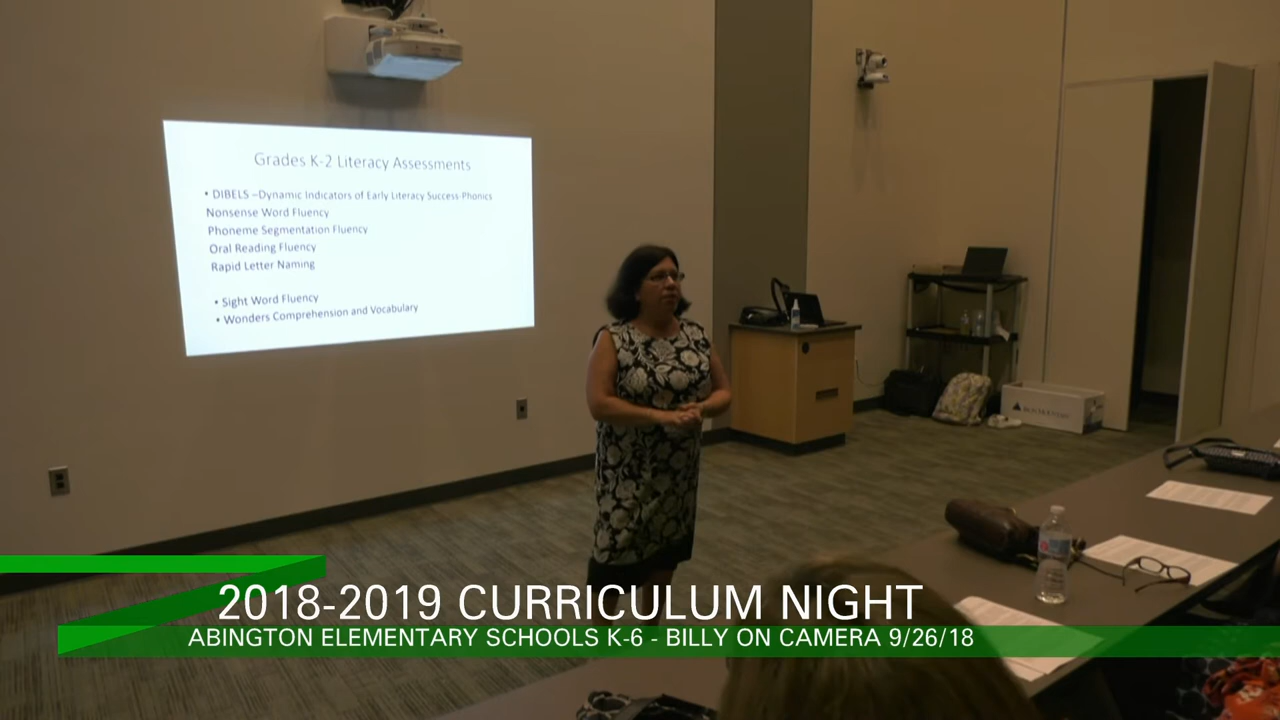 Grades K-2 Literacy Assessments
• DIBELS –Dynamic Indicators of Early Literacy Success-Phonics
Nonsense Word Fluency
Phoneme Segmentation Fluency
Oral Reading Fluency
Rapid Letter Naming
• Sight Word Fluency
• Wonders Comprehension and Vocabulary
2018-2019 CURRICULUM NIGHT
ABINGTON ELEMENTARY SCHOOLS K-6 - BILLY ON CAMERA 9/26/18